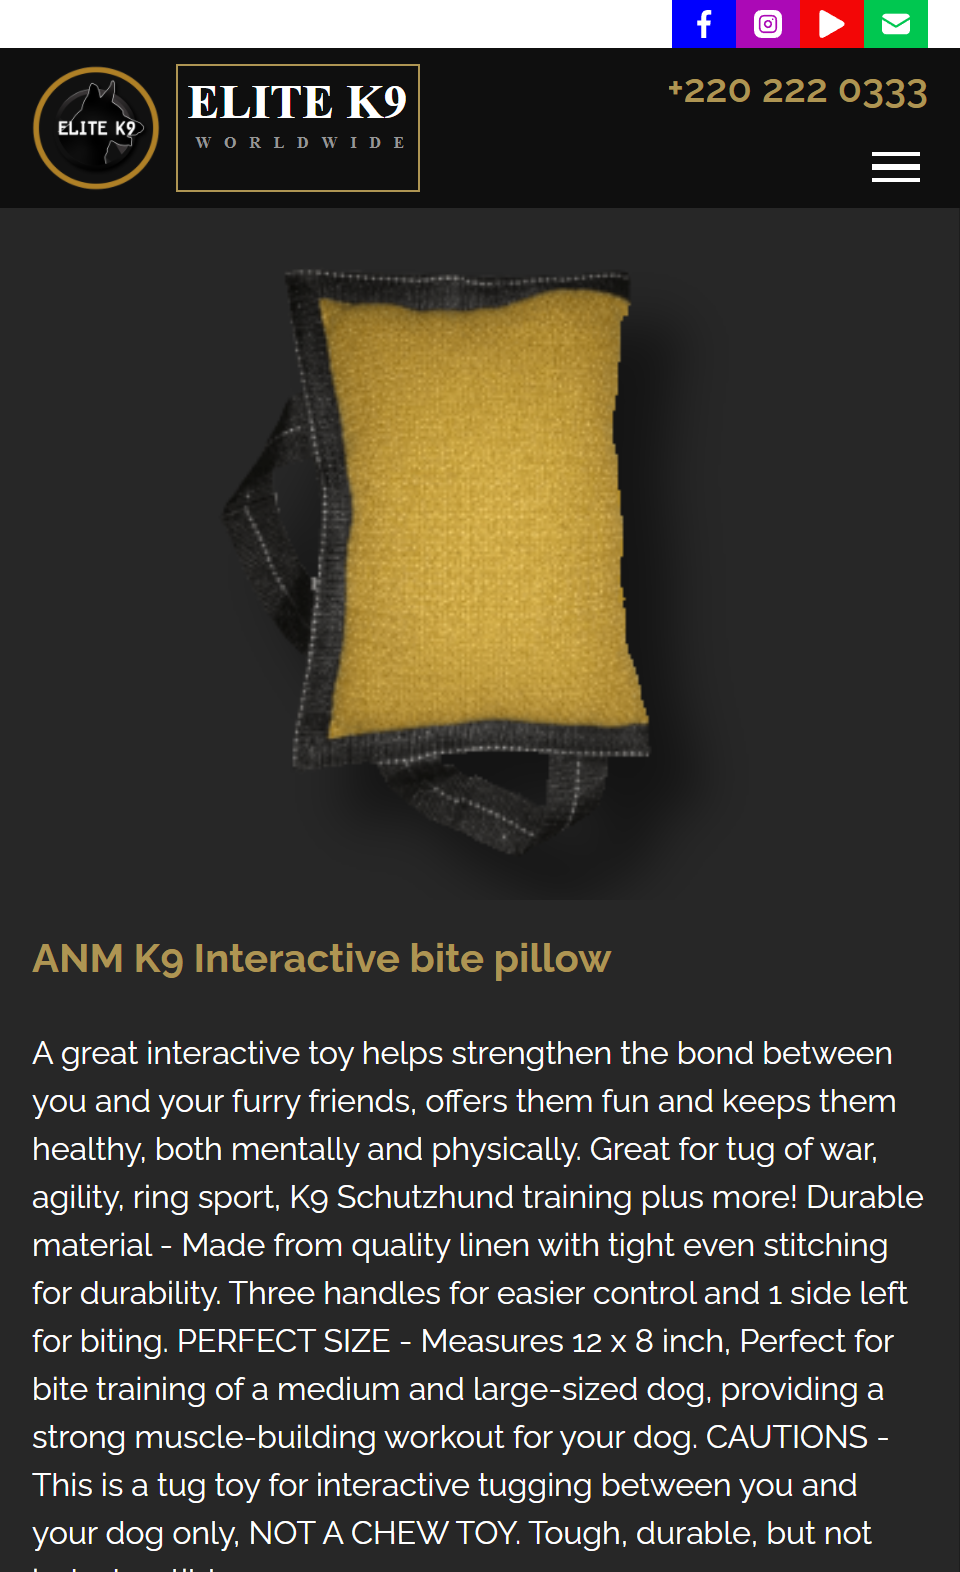 ELITE K9
ELITE K9
WORLDWIDE
+220 222 0333
ANM K9 Interactive bite pillow
A great interactive toy helps strengthen the bond between
you and your furry friends, offers them fun and keeps them
healthy, both mentally and physically. Great for tug of war,
agility, ring sport, K9 Schutzhund training plus more! Durable
material - Made from quality linen with tight even stitching
for durability. Three handles for easier control and 1 side left
for biting. PERFECT SIZE - Measures 12 x 8 inch, Perfect for
bite training of a medium and large-sized dog, providing a
strong muscle-building workout for your dog. CAUTIONS -
This is a tug toy for interactive tugging between you and
your dog only, NOT A CHEW TOY. Tough, durable, but not